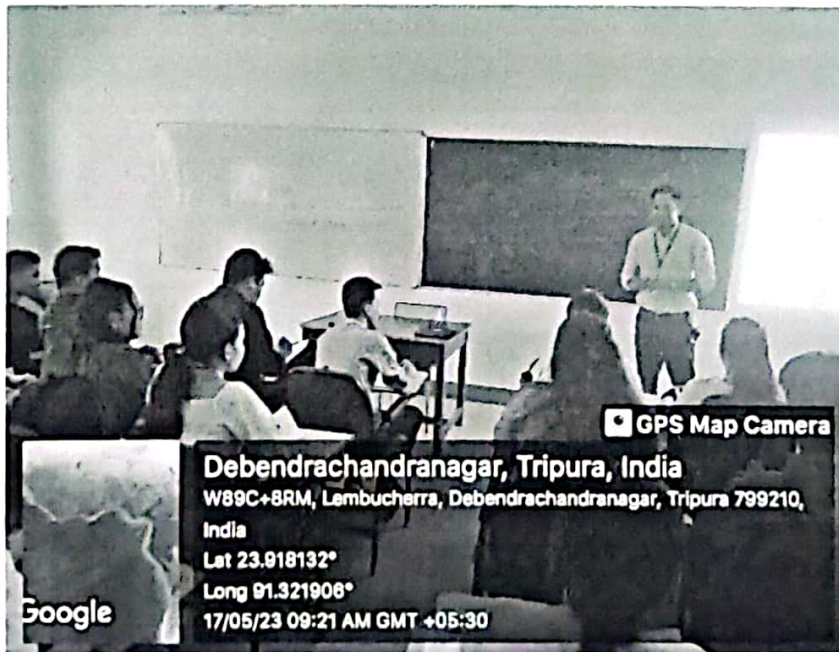 GPS Map Camera
Debendrachandranagar, Tripura, India
W89C+8RM, Lembucherra, Debendrachandranagar, Tripura 799210,
India
Lat 23.918132°
Long 91.321906°
17/05/23 09:21 AM GMT +05:30
Google